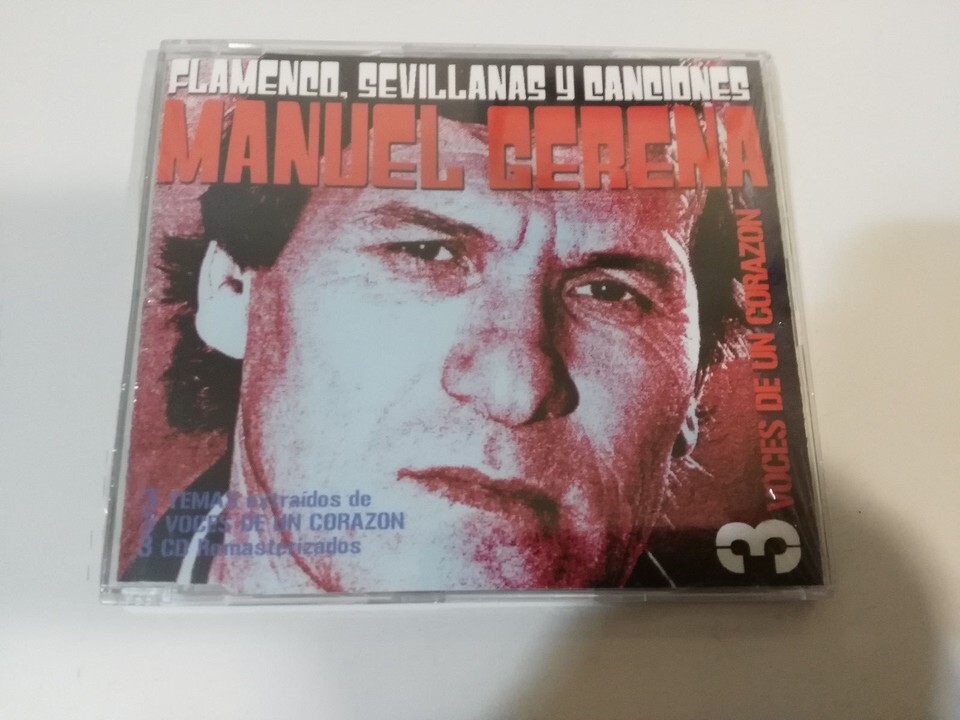 FLAMENCO, SEVILLANAS Y CANCIONES
MANUEL GERENA
3 VOCES DE UN CORAZON
TEMAS extraídos de
VOCES DE UN CORAZON
3 CD Remasterizados